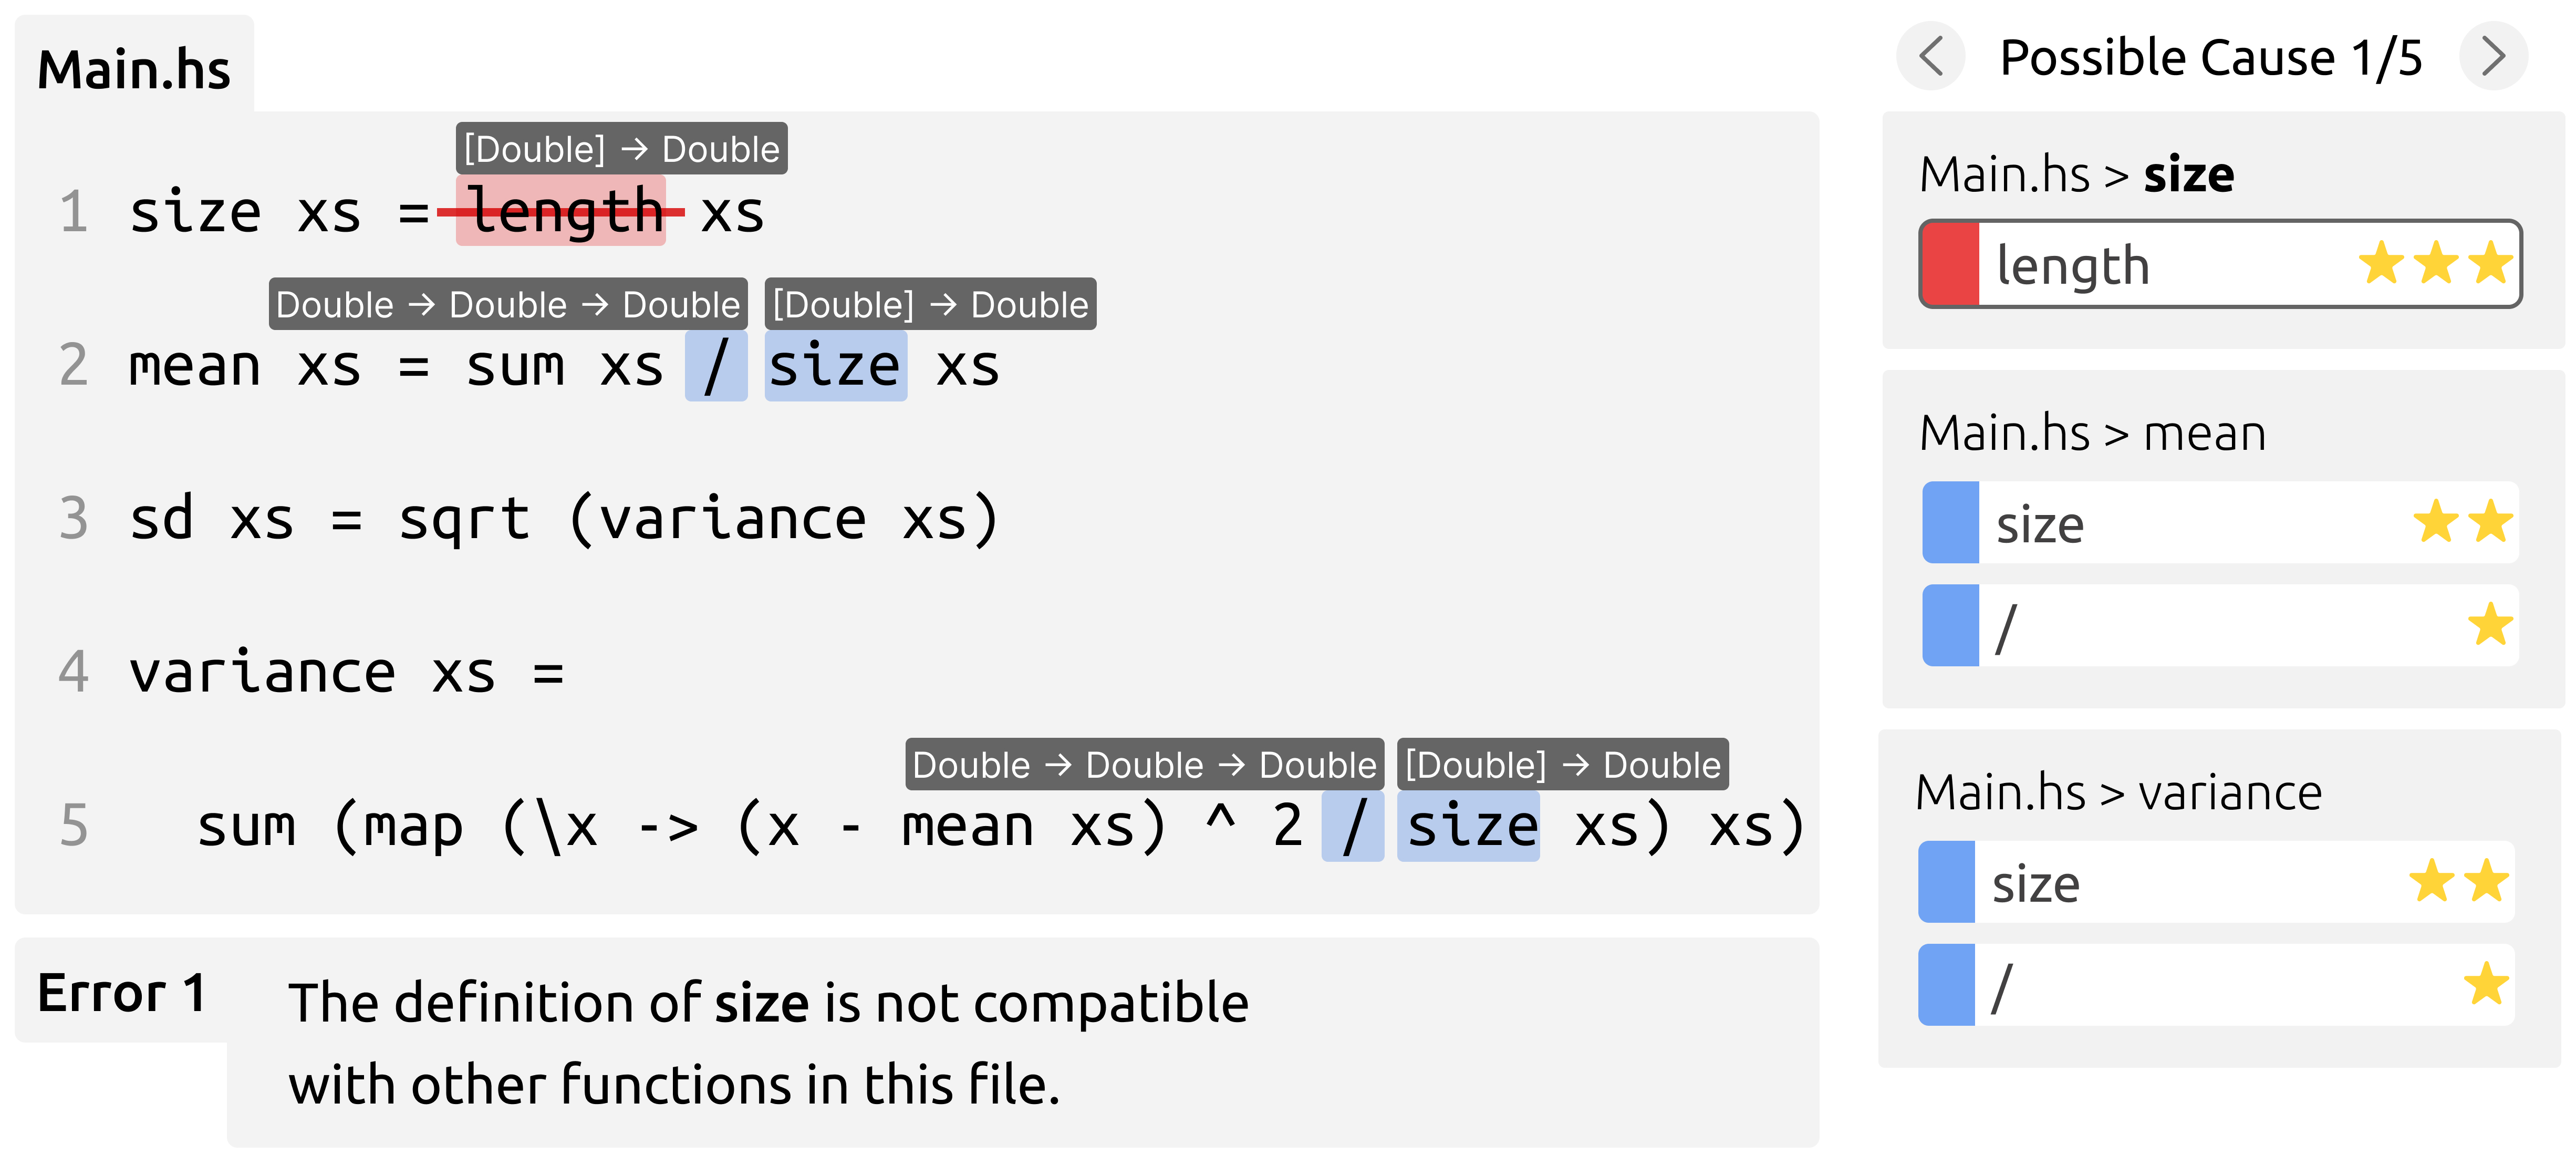 Main.hs
[Double] → Double
1 size xs = length xs
Double → Double → Double [Double] → Double
2 mean xs = sum xs / size xs
3 sd xs = sqrt (variance xs)
4 variance xs =
Double → Double → Double [Double] → Double
5 sum (map (\x -> (x - mean xs) ^ 2 / size xs) xs)
Error 1
The definition of size is not compatible
with other functions in this file.
Possible Cause 1/5
Main.hs > size
length
Main.hs > mean
size
/
Main.hs > variance
size
/